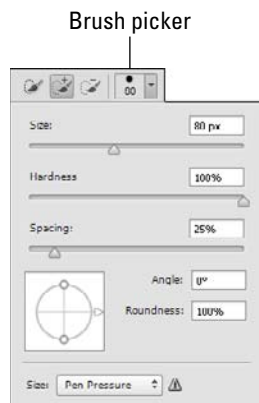 Brush picker
00
Size: 80 px
Hardness 100%
Spacing: 25%
Angle: 0°
Roundness: 100%
Size: Pen Pressure